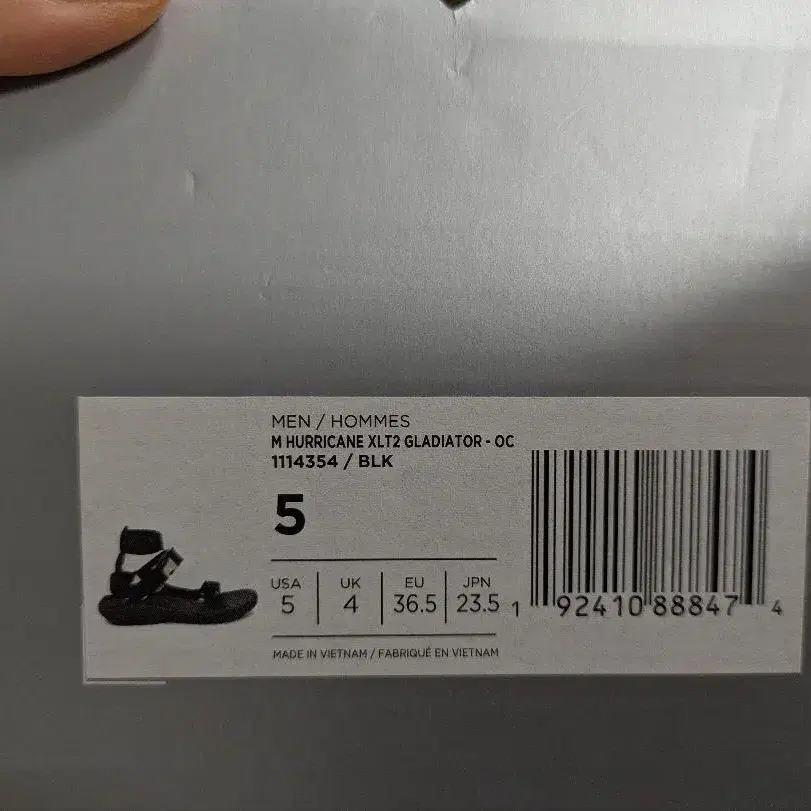 MEN / HOMMES
M HURRICANE XLT2 GLADIATOR - OC
1114354 / BLK
5
USA UK EU JPN
5 4 36.5 23.5
MADE IN VIETNAM / FABRIQUÉ EN VIETNAM
1 92410 88847 4